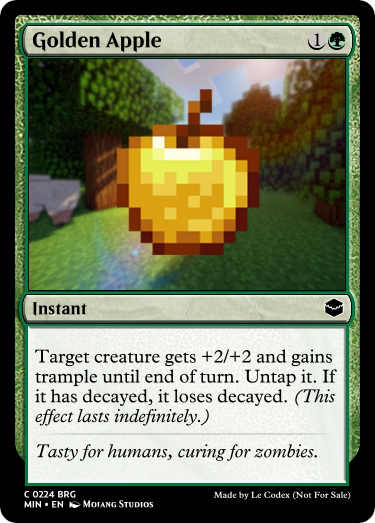 Golden Apple 1
Instant
Target creature gets +2/+2 and gains
trample until end of turn. Untap it. If
it has decayed, it loses decayed. (This
effect lasts indefinitely.)
Tasty for humans, curing for zombies.
C 0224 BRG
MIN • EN Mojang Studios
Made by Le Codex (Not For Sale)